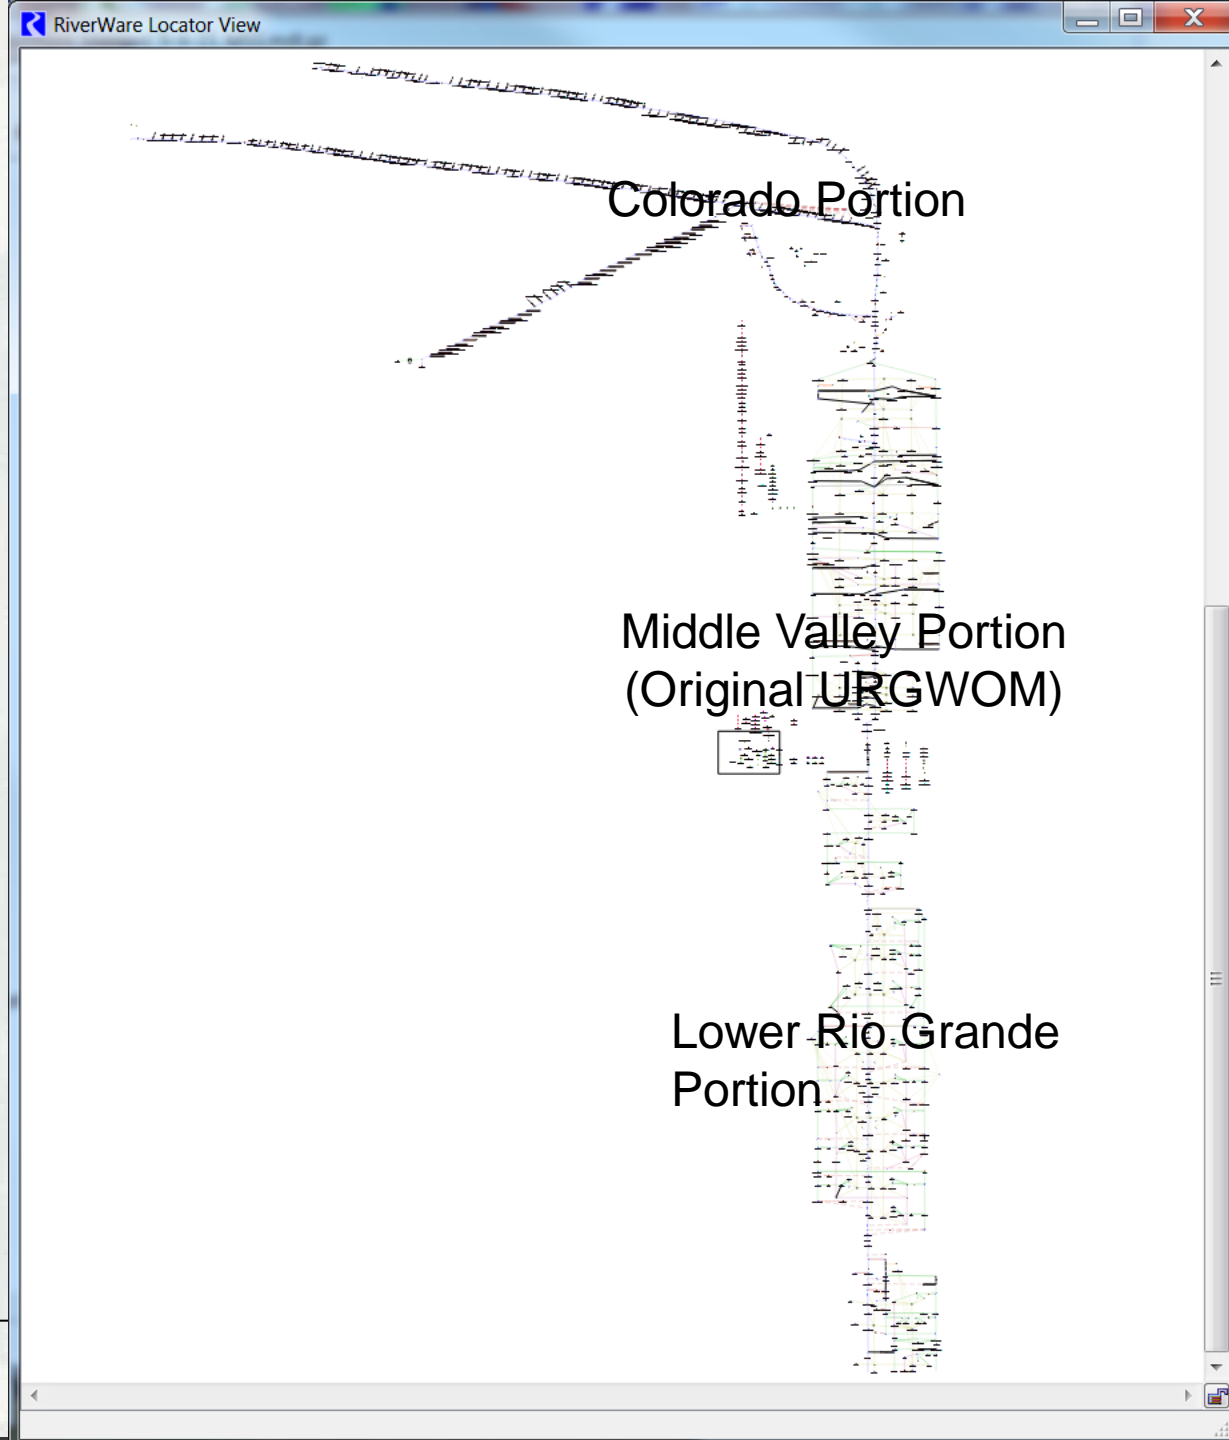 RiverWare Locator View
Colorado Portion
Middle Valley Portion
(Original URGWOM)
Lower Rio Grande
Portion